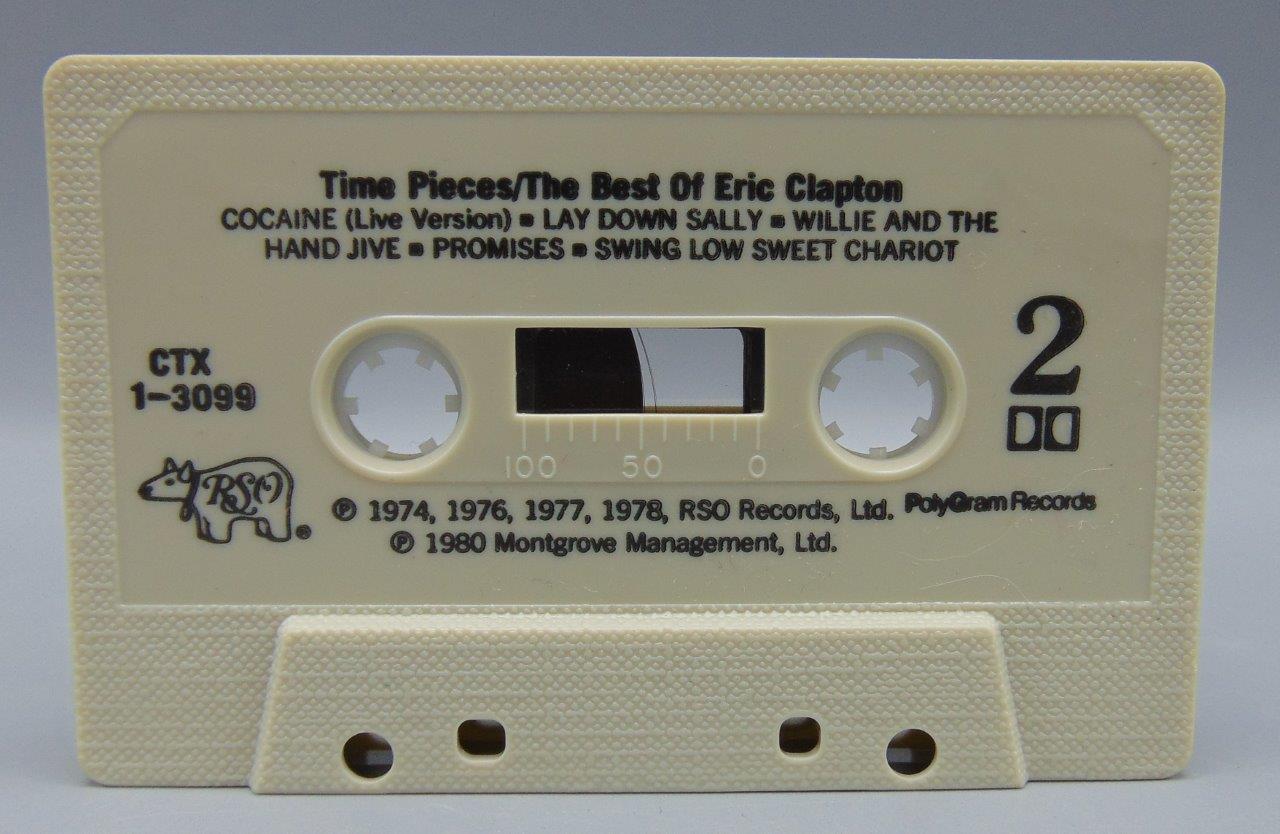 Time Pieces/The Best Of Eric Clapton
COCAINE (Live Version) ▪ LAY DOWN SALLY ▪ WILLIE AND THE
HAND JIVE ▪ PROMISES ▪ SWING LOW SWEET CHARIOT
CTX
1-3099
2
100 50 0
RSO ®
℗ 1974, 1976, 1977, 1978, RSO Records, Ltd. PolyGram Records
℗ 1980 Montgrove Management, Ltd.